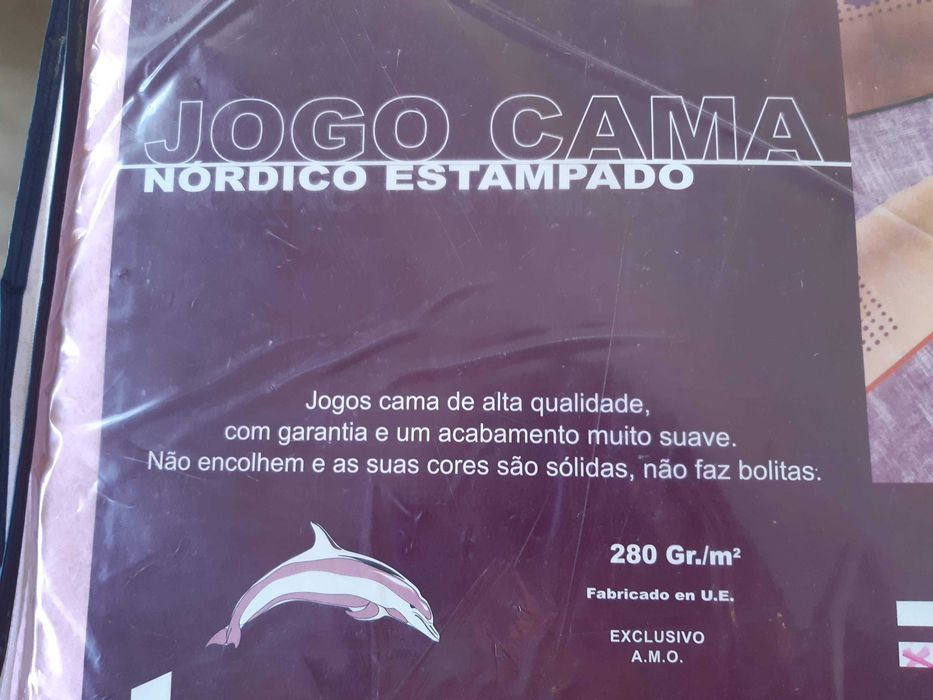 JOGO CAMA
NÓRDICO ESTAMPADO
Jogos cama de alta qualidade,
com garantia e um acabamento muito suave.
Não encolhem e as suas cores são sólidas, não faz bolitas.
280 Gr./m²
Fabricado en U.E.
EXCLUSIVO
A.M.O.